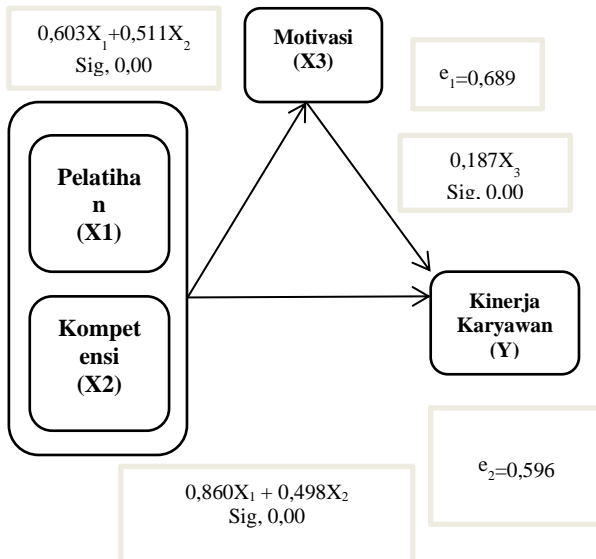 0,603X₁+0,511X₂
Sig, 0,00
Motivasi
(X3)
e₁=0,689
0,187X₃
Sig, 0,00
Pelatiha
n
(X1)
Kompet
ensi
(X2)
Kinerja
Karyawan
(Y)
e₂=0,596
0,860X₁ + 0,498X₂
Sig, 0,00